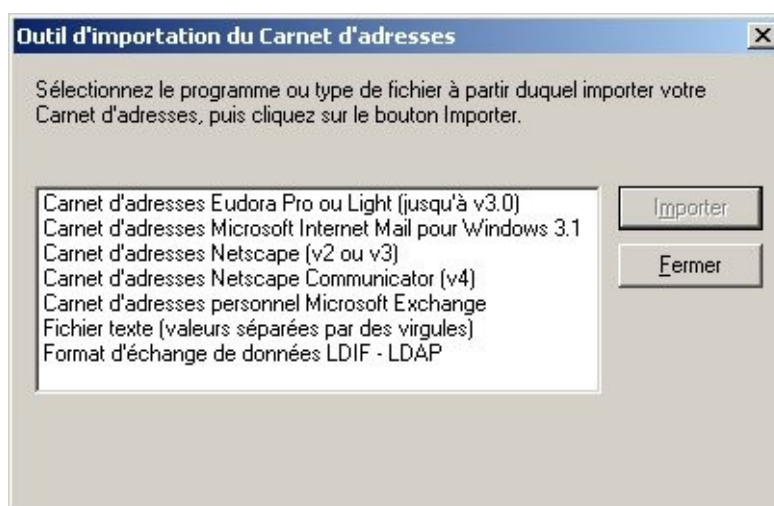 Outil d'importation du Carnet d'adresses
Sélectionnez le programme ou type de fichier à partir duquel importer votre
Carnet d'adresses, puis cliquez sur le bouton Importer.
Carnet d'adresses Eudora Pro ou Light (jusqu'à v3.0)
Carnet d'adresses Microsoft Internet Mail pour Windows 3.1
Carnet d'adresses Netscape (v2 ou v3)
Carnet d'adresses Netscape Communicator (v4)
Carnet d'adresses personnel Microsoft Exchange
Fichier texte (valeurs séparées par des virgules)
Format d'échange de données LDIF - LDAP
Importer
Fermer